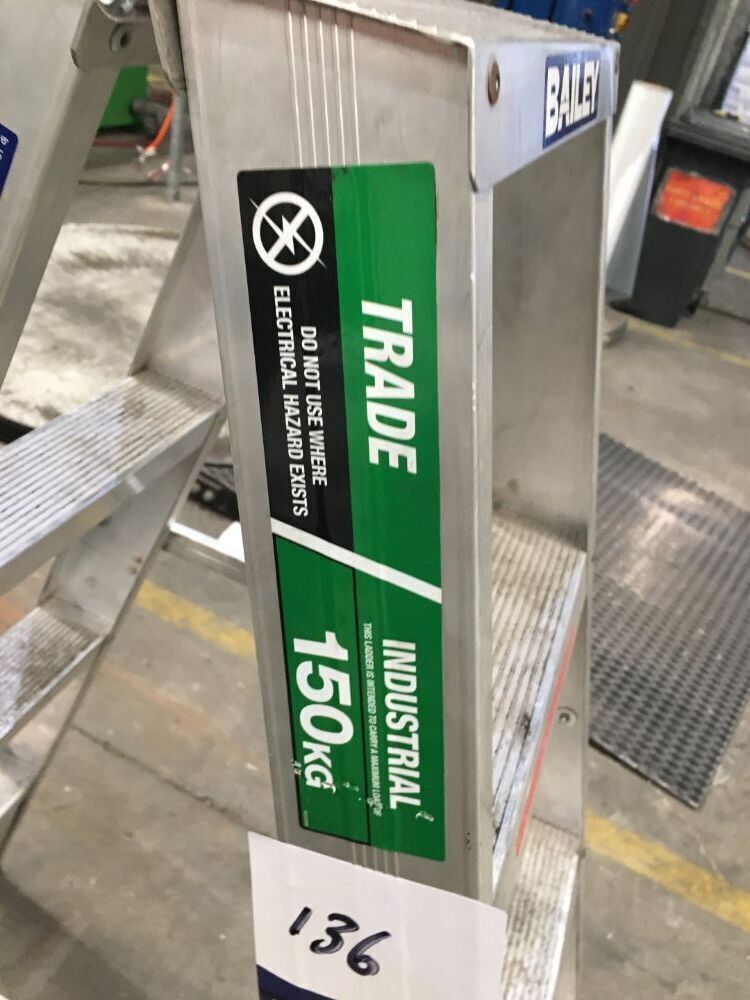 BAILEY
TRADE
DO NOT USE WHERE
ELECTRICAL HAZARD EXISTS
INDUSTRIAL
THIS LADDER IS INTENDED TO CARRY A MAXIMUM LOAD OF
150KG
136